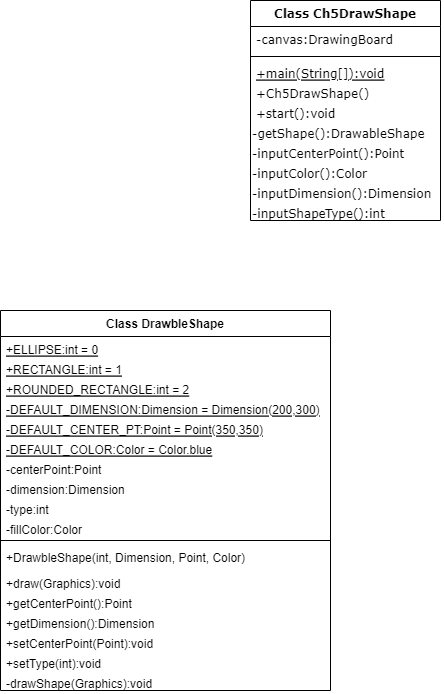 Class Ch5DrawShape
-canvas:DrawingBoard
+main(String[]):void
+Ch5DrawShape()
+start():void
-getShape():DrawableShape
-inputCenterPoint():Point
-inputColor():Color
-inputDimension():Dimension
-inputShapeType():int
Class DrawbleShape
+ELLIPSE:int = 0
+RECTANGLE:int = 1
+ROUNDED_RECTANGLE:int = 2
-DEFAULT_DIMENSION:Dimension = Dimension(200,300)
-DEFAULT_CENTER_PT:Point = Point(350,350)
-DEFAULT_COLOR:Color = Color.blue
-centerPoint:Point
-dimension:Dimension
-type:int
-fillColor:Color
+DrawbleShape(int, Dimension, Point, Color)
+draw(Graphics):void
+getCenterPoint():Point
+getDimension():Dimension
+setCenterPoint(Point):void
+setType(int):void
-drawShape(Graphics):void